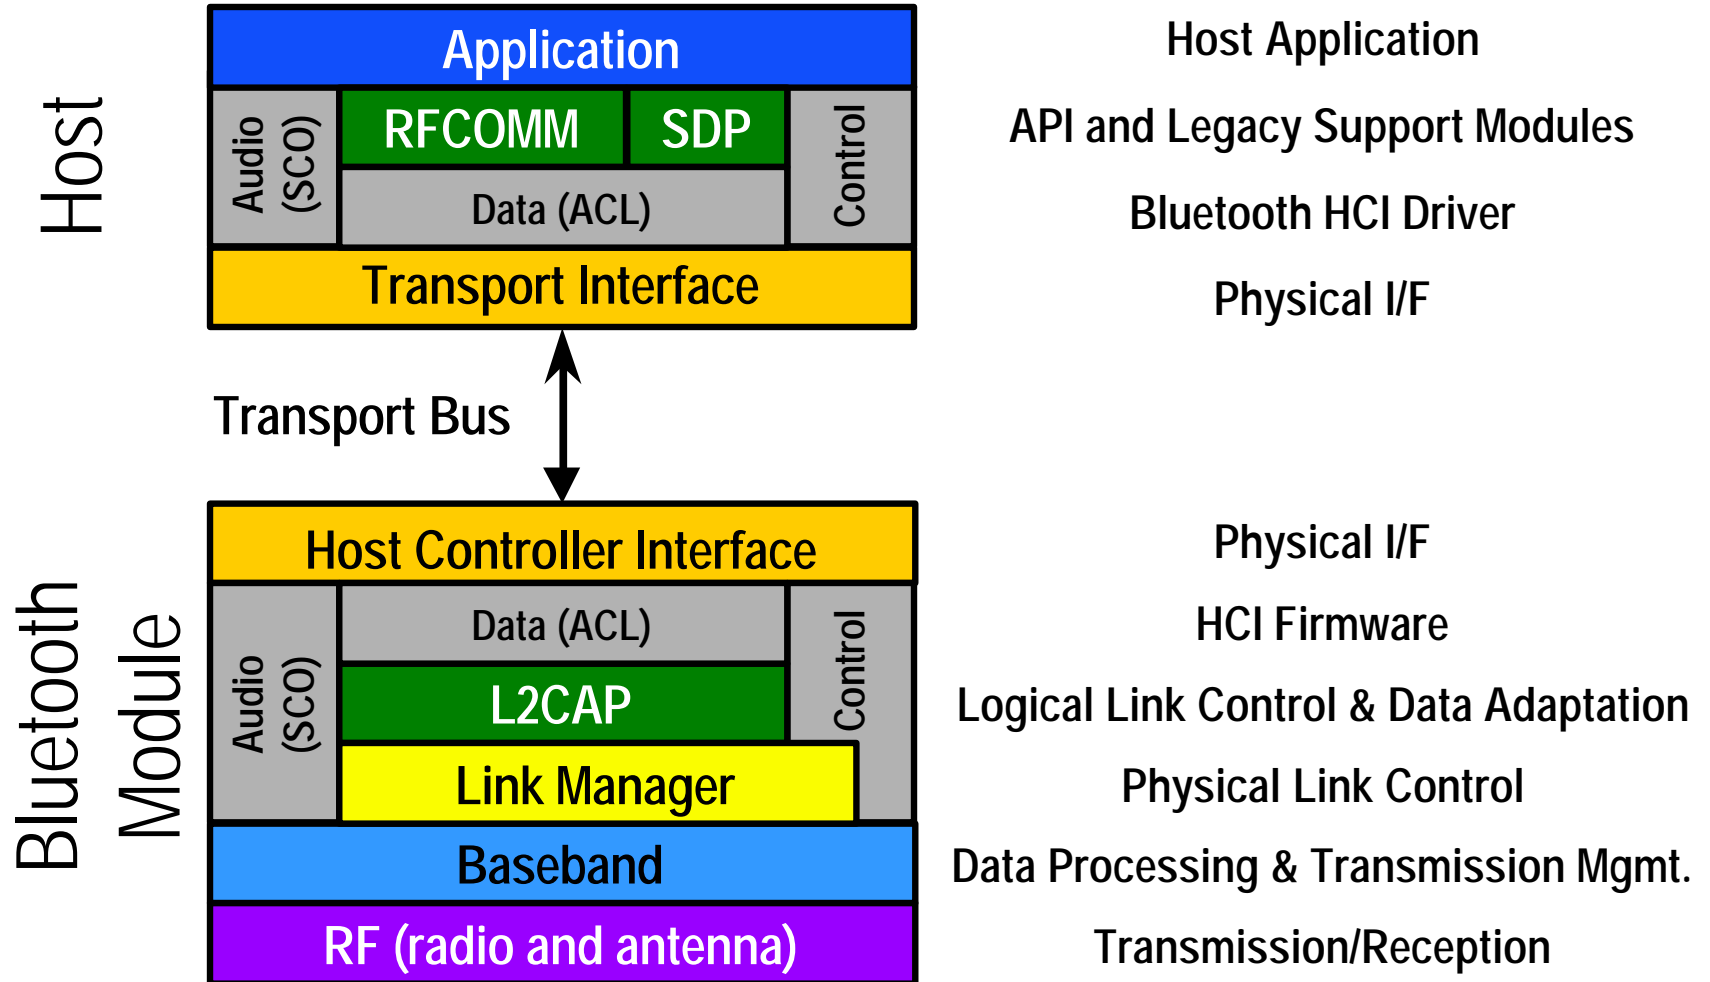 Host
Application
Host Application
Audio
(SCO)
RFCOMM
SDP
Control
API and Legacy Support Modules
Data (ACL)
Bluetooth HCI Driver
Transport Interface
Physical I/F
Transport Bus
Bluetooth
Module
Host Controller Interface
Physical I/F
Audio
(SCO)
Data (ACL)
Control
HCI Firmware
L2CAP
Logical Link Control & Data Adaptation
Link Manager
Physical Link Control
Baseband
Data Processing & Transmission Mgmt.
RF (radio and antenna)
Transmission/Reception